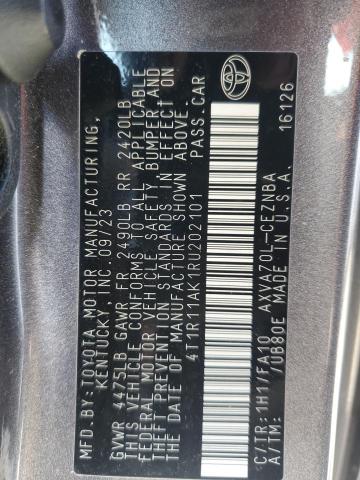 MFD.BY:TOYOTA MOTOR MANUFACTURING
KENTUCKY, INC. 09/23
GVWR 4475LB GAWR FR 2490LB RR 2420LB
THIS VEHICLE CONFORMS TO ALL APPLICABLE
FEDERAL MOTOR VEHICLE SAFETY, BUMPER AND
THEFT PREVENTION STANDARDS IN EFFECT ON
THE DATE OF MANUFACTURE SHOWN ABOVE.
4T1R11AK1RU202101 PASS.CAR
C/TR:1H1/FA10 AXVA70L-CEZNBA
A/TM: /UB80E MADE IN U.S.A. 16126